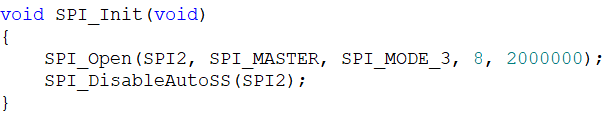 void SPI_Init(void)
{
    SPI_Open(SPI2, SPI_MASTER, SPI_MODE_3, 8, 2000000);
    SPI_DisableAutoSS(SPI2);
}